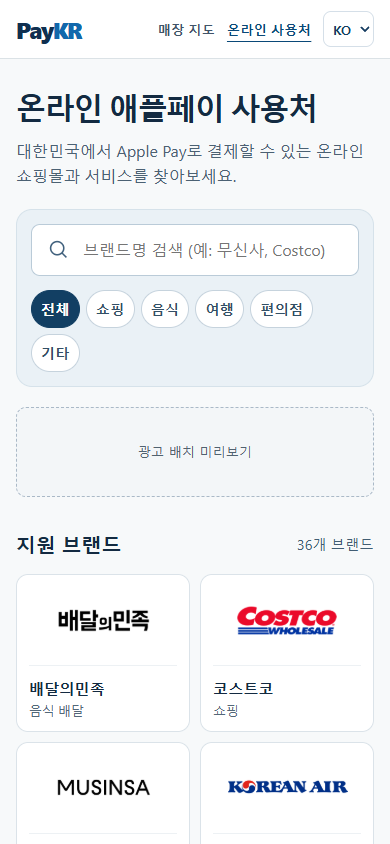 PayKR
매장 지도
온라인 사용처
KO
온라인 애플페이 사용처
대한민국에서 Apple Pay로 결제할 수 있는 온라인
쇼핑몰과 서비스를 찾아보세요.
브랜드명 검색 (예: 무신사, Costco)
전체
쇼핑
음식
여행
편의점
기타
광고 배치 미리보기
지원 브랜드
36개 브랜드
배달의민족
COSTCO
WHOLESALE
배달의민족
음식 배달
코스트코
쇼핑
MUSINSA
KOREAN AIR